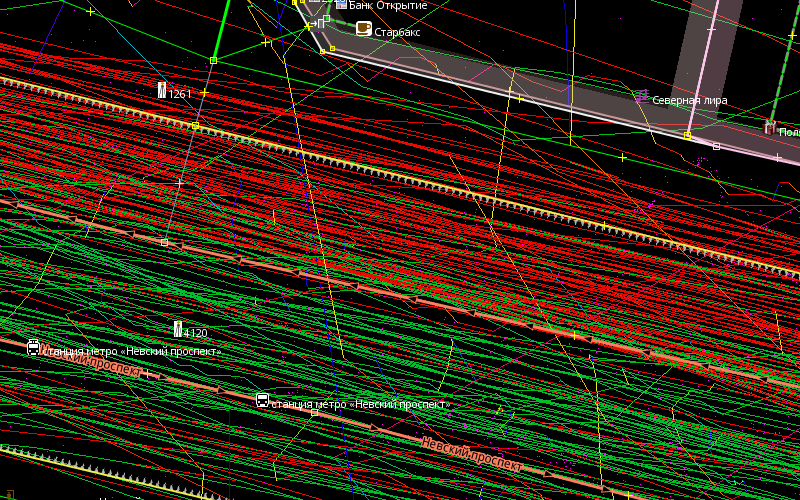 Банк Открытие
Старбакс
1261
Северная лира
Поля
4120
станция метро «Невский проспект»
Невский проспект
станция метро «Невский проспект»
Невский проспект